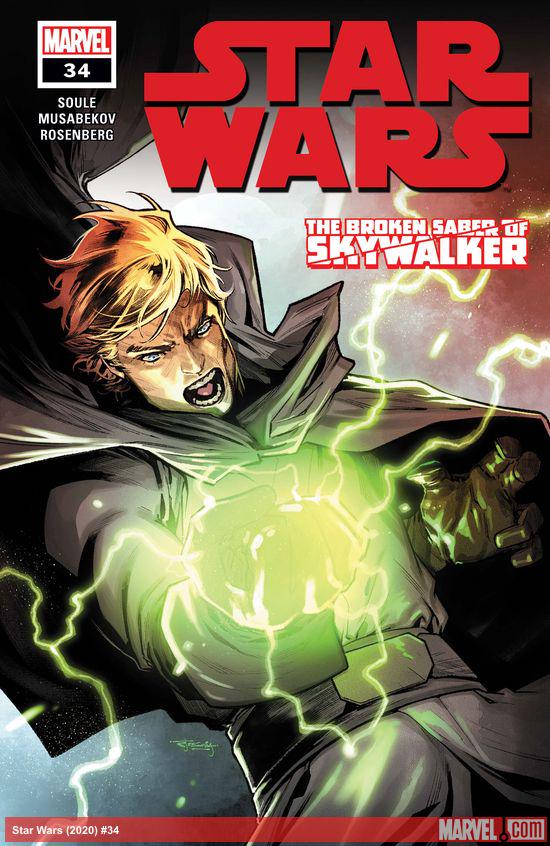 MARVEL
34
SOULE
MUSABEKOV
ROSENBERG
STAR
WARS
THE BROKEN SABER OF
SKYWALKER
Star Wars (2020) #34
MARVEL.com